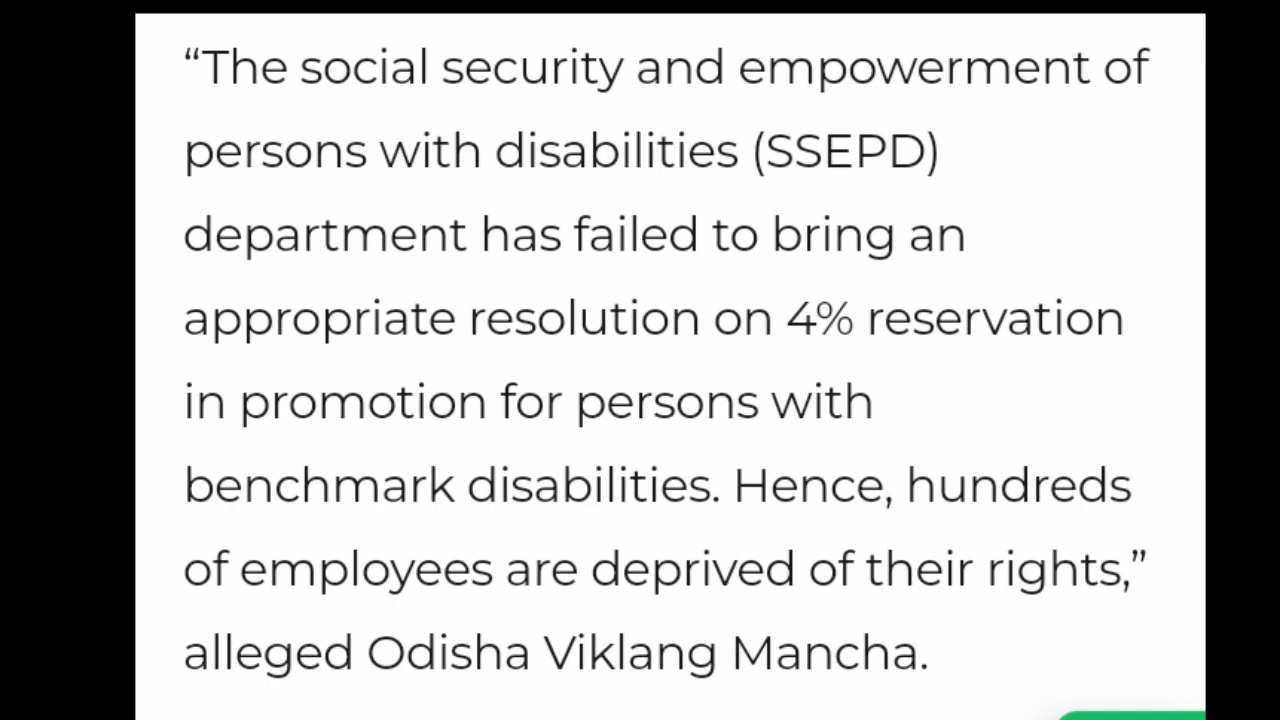 “The social security and empowerment of
persons with disabilities (SSEPD)
department has failed to bring an
appropriate resolution on 4% reservation
in promotion for persons with
benchmark disabilities. Hence, hundreds
of employees are deprived of their rights,”
alleged Odisha Viklang Mancha.